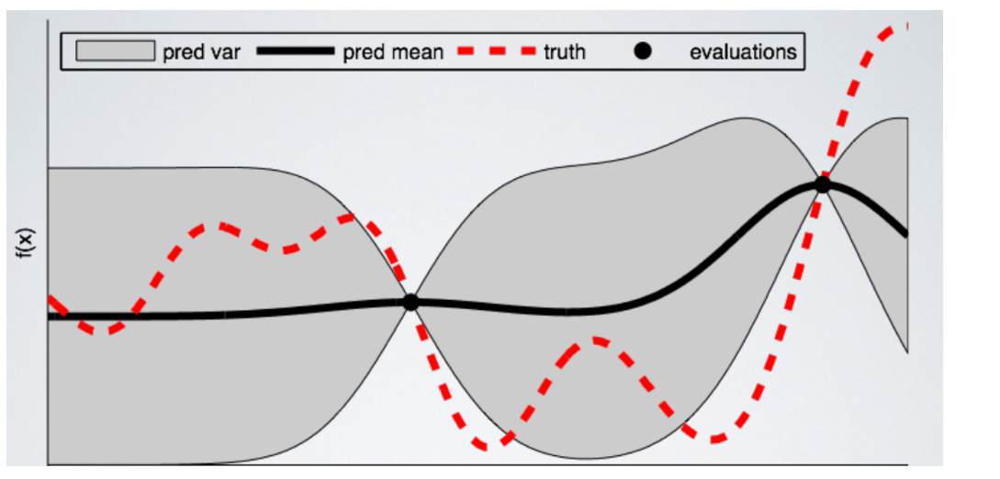 pred var pred mean truth evaluations
f(x)